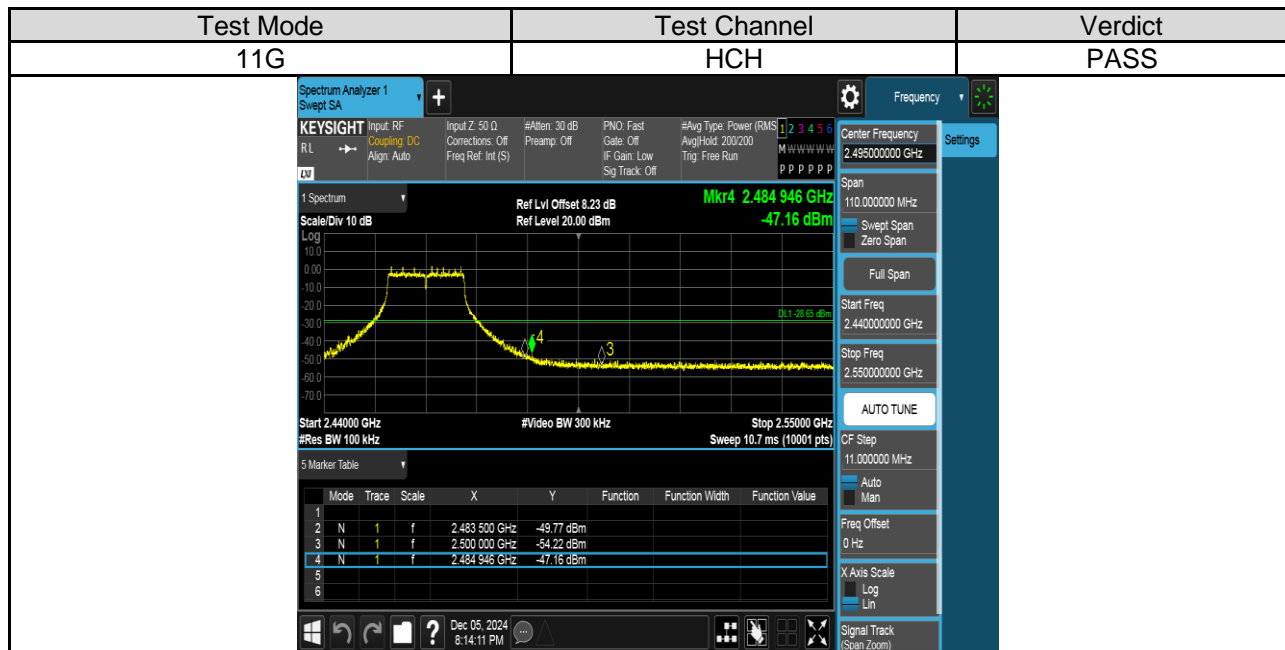 Test Mode Test Channel Verdict
11G HCH PASS
Spectrum Analyzer 1
Swept SA
+
Frequency
KEYSIGHT Input: RF Input Z: 50 Ω #Atten: 30 dB PNO: Fast #Avg Type: Power (RMS 1 2 3 4 5 6
RL Coupling: DC Corrections: Off Preamp: Off Gate: Off Avg|Hold: 200/200 M W W W W W
Align: Auto Freq Ref: Int (S) IF Gain: Low Trig: Free Run
LXI Sig Track: Off P P P P P P
Center Frequency
2.495000000 GHz
Settings
1 Spectrum Ref Lvl Offset 8.23 dB Mkr4 2.484 946 GHz
Scale/Div 10 dB Ref Level 20.00 dBm -47.16 dBm
Log
10.0
0.00
-10.0
-20.0
DL1 -28.65 dBm
-30.0
-40.0
4
3
-50.0
-60.0
-70.0
Start 2.44000 GHz #Video BW 300 kHz Stop 2.55000 GHz
#Res BW 100 kHz Sweep 10.7 ms (10001 pts)
Span
110.000000 MHz
Swept Span
Zero Span
Full Span
Start Freq
2.440000000 GHz
Stop Freq
2.550000000 GHz
AUTO TUNE
CF Step
11.000000 MHz
Auto
Man
Freq Offset
0 Hz
X Axis Scale
Log
Lin
Signal Track
(Span Zoom)
5 Marker Table
Mode Trace Scale X Y Function Function Width Function Value
1
2 N 1 f 2.483 500 GHz -49.77 dBm
3 N 1 f 2.500 000 GHz -54.22 dBm
4 N 1 f 2.484 946 GHz -47.16 dBm
5
6
? Dec 05, 2024
8:14:11 PM